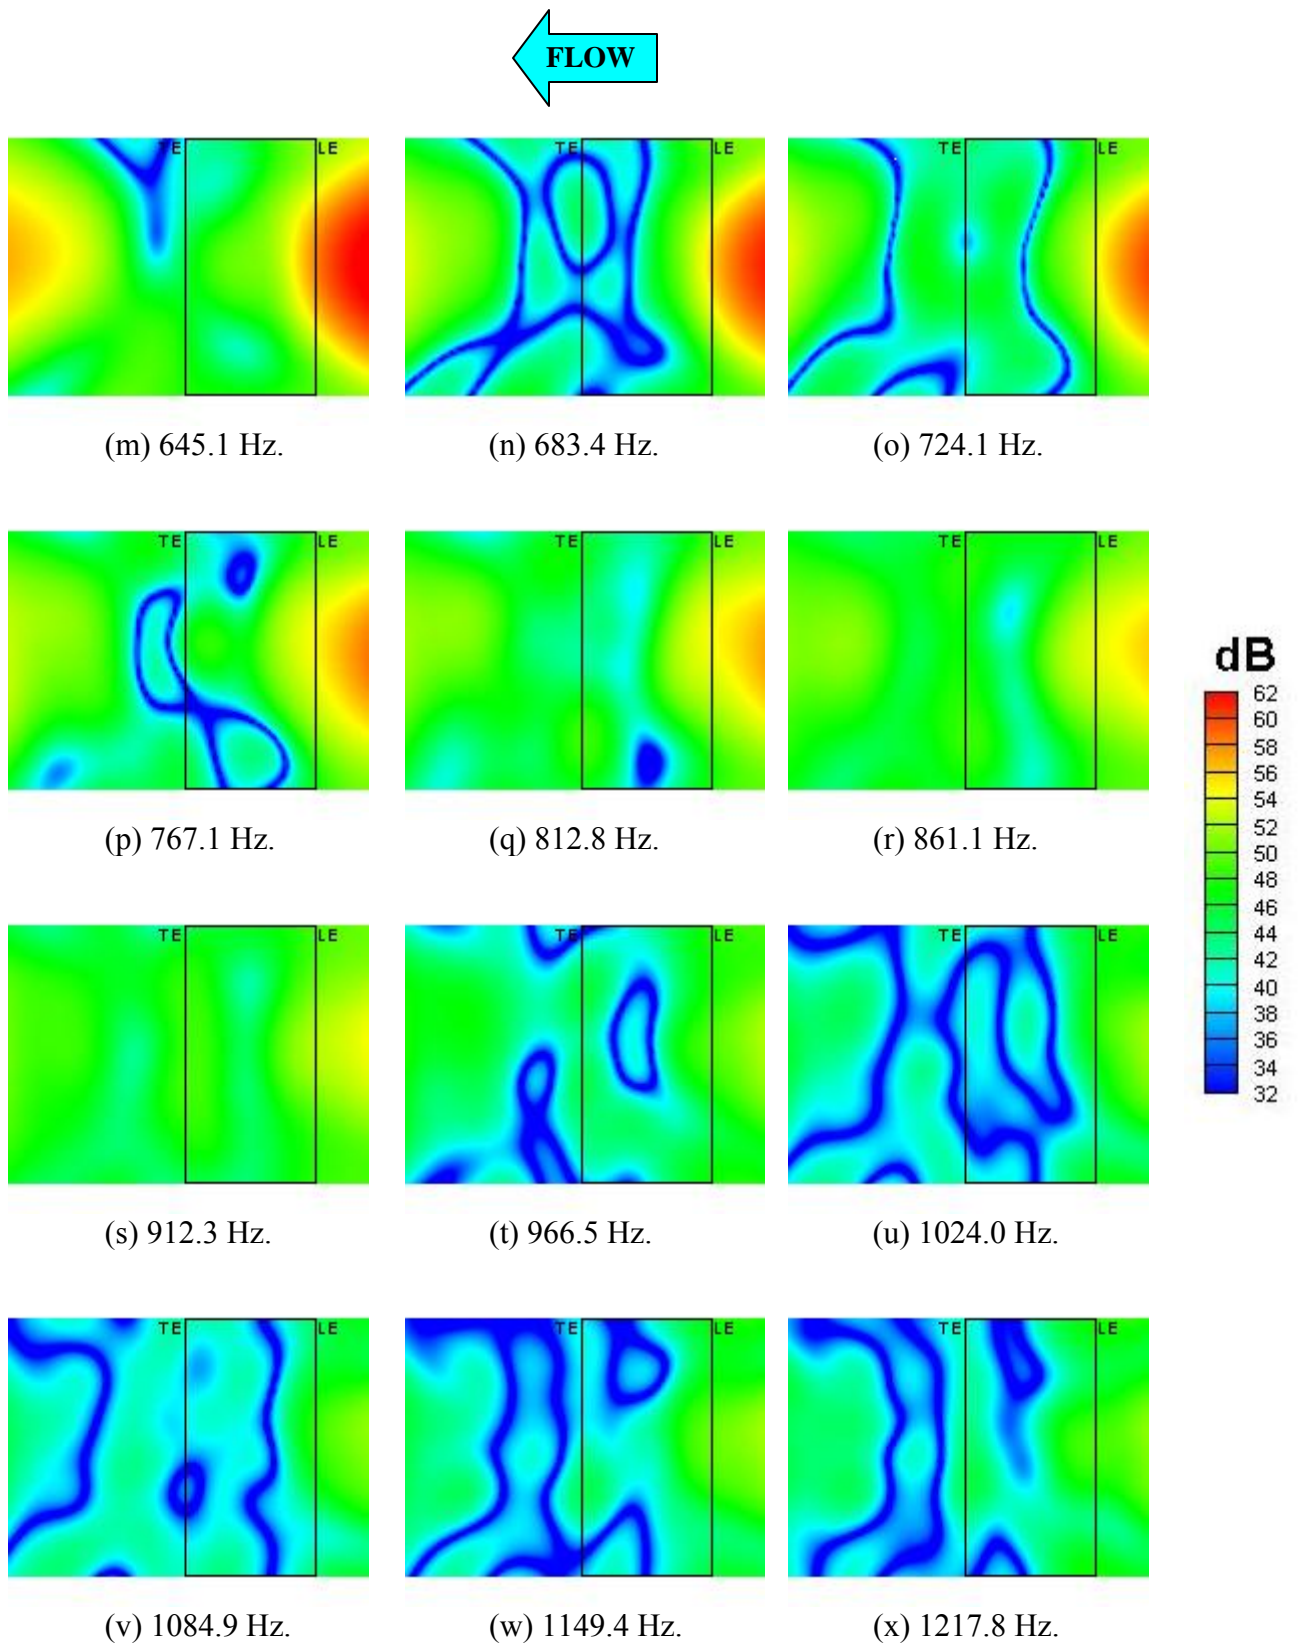 FLOW
TE LE TE LE TE LE
(m) 645.1 Hz. (n) 683.4 Hz. (o) 724.1 Hz.
TE LE TE LE TE LE
(p) 767.1 Hz. (q) 812.8 Hz. (r) 861.1 Hz.
dB
62
60
58
56
54
52
50
48
46
44
42
40
38
36
34
32
TE LE TE LE TE LE
(s) 912.3 Hz. (t) 966.5 Hz. (u) 1024.0 Hz.
TE LE TE LE TE LE
(v) 1084.9 Hz. (w) 1149.4 Hz. (x) 1217.8 Hz.